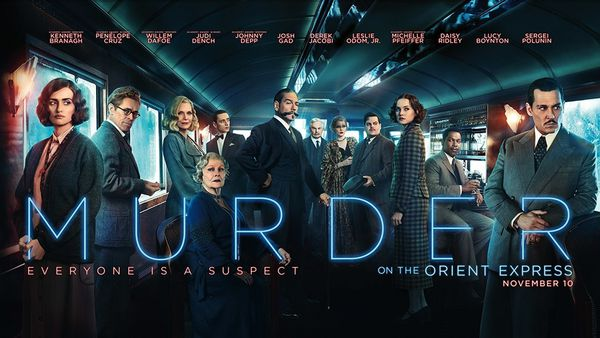 KENNETH BRANAGH PENÉLOPE CRUZ WILLEM DAFOE JUDI DENCH JOHNNY DEPP JOSH GAD DEREK JACOBI LESLIE ODOM, JR. MICHELLE PFEIFFER DAISY RIDLEY LUCY BOYNTON SERGEI POLUNIN
MURDER
EVERYONE IS A SUSPECT
ON THE ORIENT EXPRESS
NOVEMBER 10